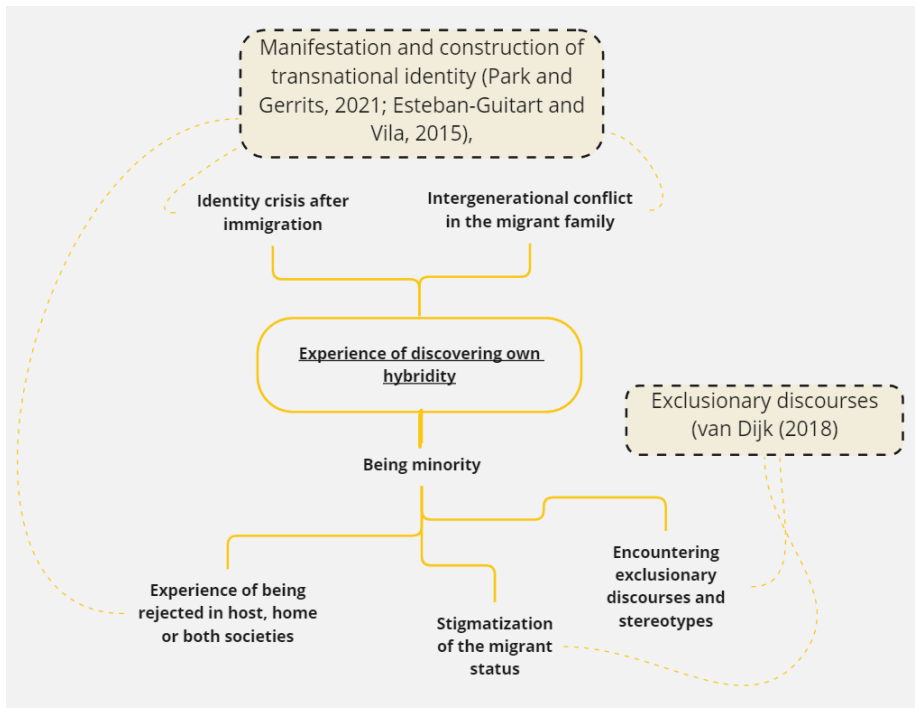 Manifestation and construction of
transnational identity (Park and
Gerrits, 2021; Esteban-Guitart and
Vila, 2015),
Identity crisis after
immigration
Intergenerational conflict
in the migrant family
Experience of discovering own
hybridity
Exclusionary discourses
(van Dijk (2018)
Being minority
Experience of being
rejected in host, home
or both societies
Stigmatization
of the migrant
status
Encountering
exclusionary
discourses and
stereotypes